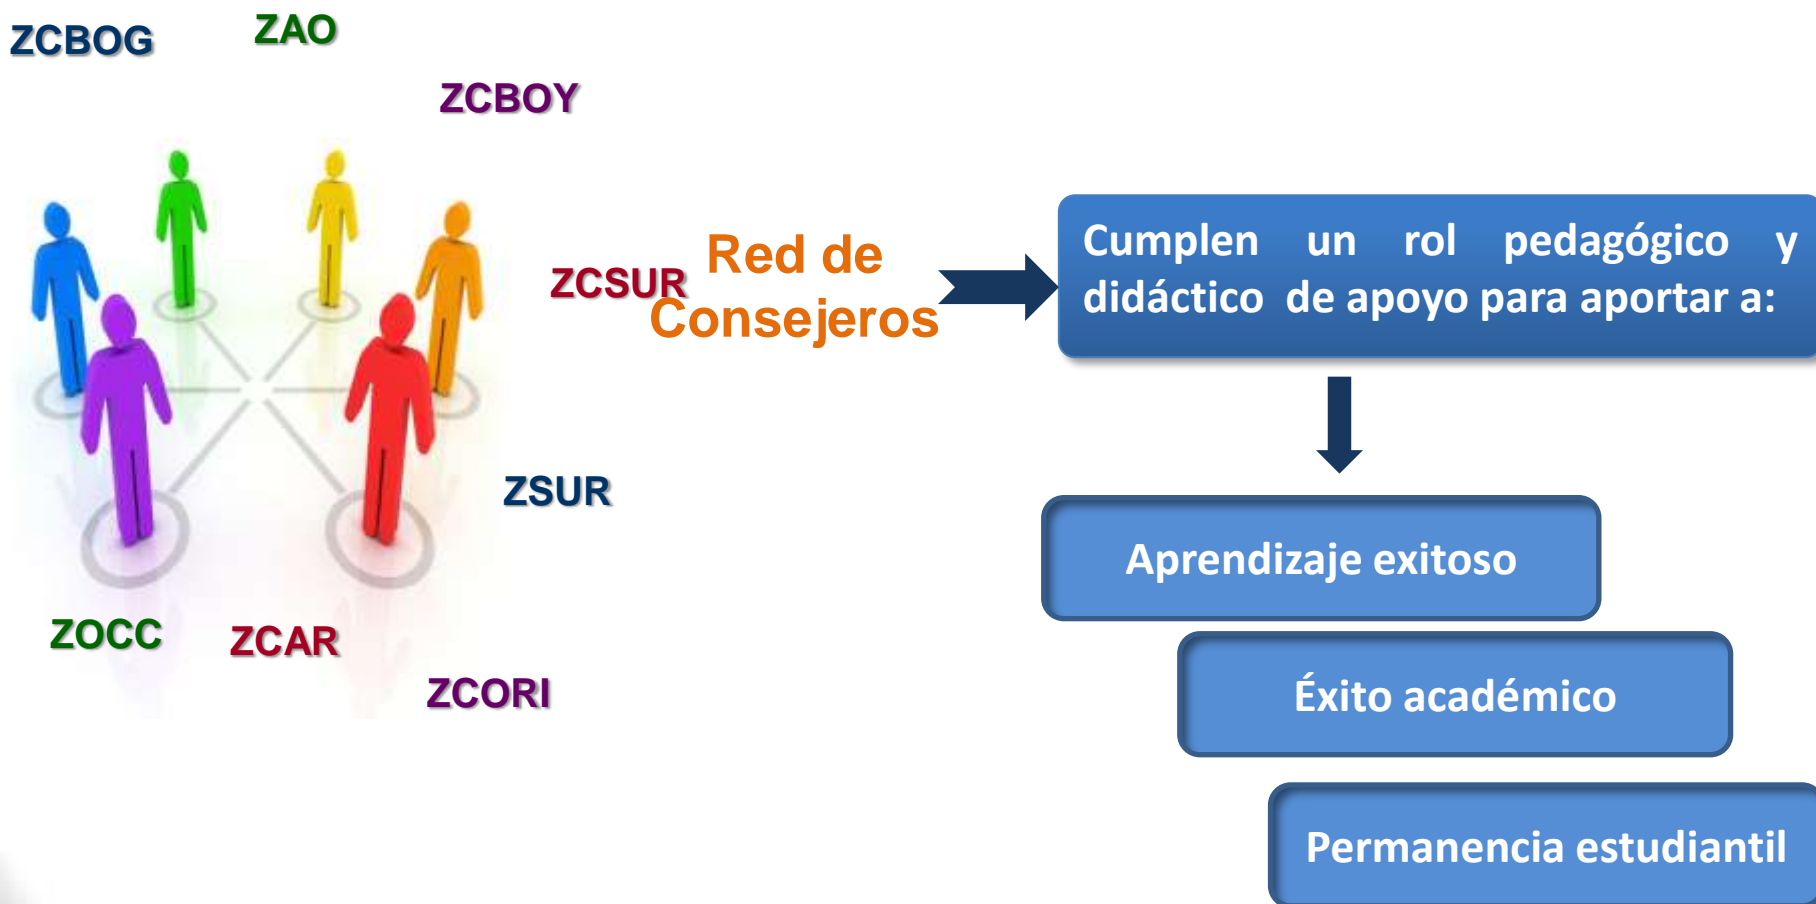 ZCBOG
ZAO
ZCBOY
ZCSUR
Red de
Consejeros
Cumplen un rol pedagógico y
didáctico de apoyo para aportar a:
ZSUR
Aprendizaje exitoso
ZOCC
ZCAR
ZCORI
Éxito académico
Permanencia estudiantil